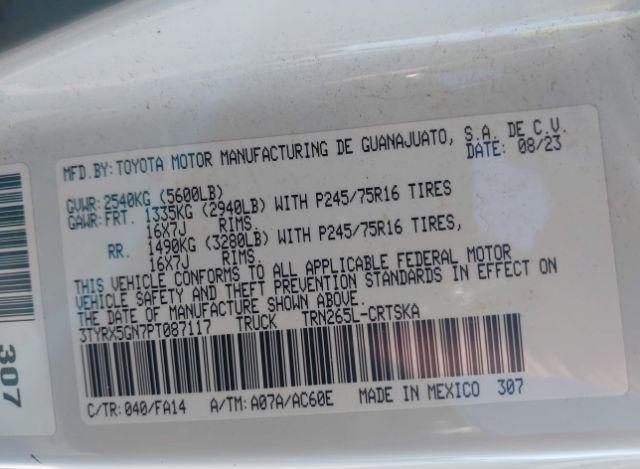 MFD.BY: TOYOTA MOTOR MANUFACTURING DE GUANAJUATO, S.A. DE C.V.
DATE: 08/23
GVWR: 2540KG (5600LB)
GAWR: FRT. 1335KG (2940LB) WITH P245/75R16 TIRES
16X7J RIMS.
RR. 1490KG (3280LB) WITH P245/75R16 TIRES,
16X7J RIMS.
THIS VEHICLE CONFORMS TO ALL APPLICABLE FEDERAL MOTOR
VEHICLE SAFETY AND THEFT PREVENTION STANDARDS IN EFFECT ON
THE DATE OF MANUFACTURE SHOWN ABOVE.
3TYRX5GN7PT087117 TRUCK TRN265L-CRTSKA
C/TR: 040/FA14 A/TM: A07A/AC60E MADE IN MEXICO 307
307